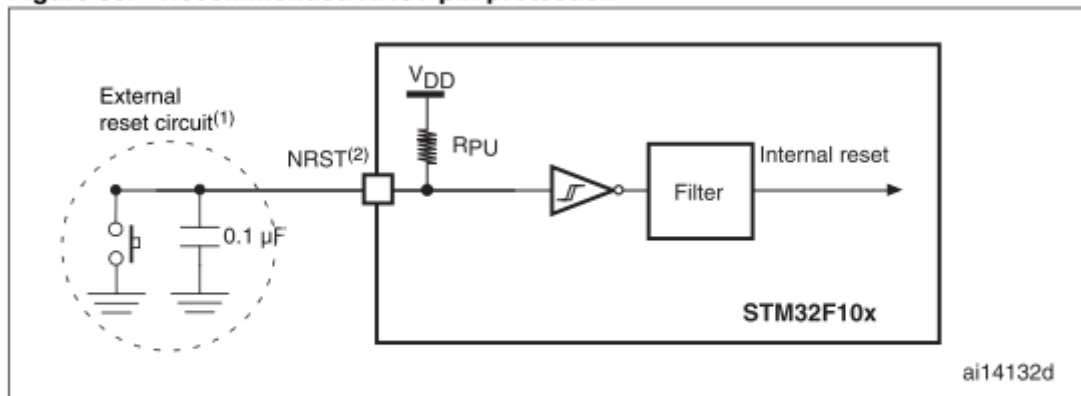 External
reset circuit(1)
VDD
RPU
NRST(2)
Internal reset
Filter
0.1 µF
STM32F10x
ai14132d